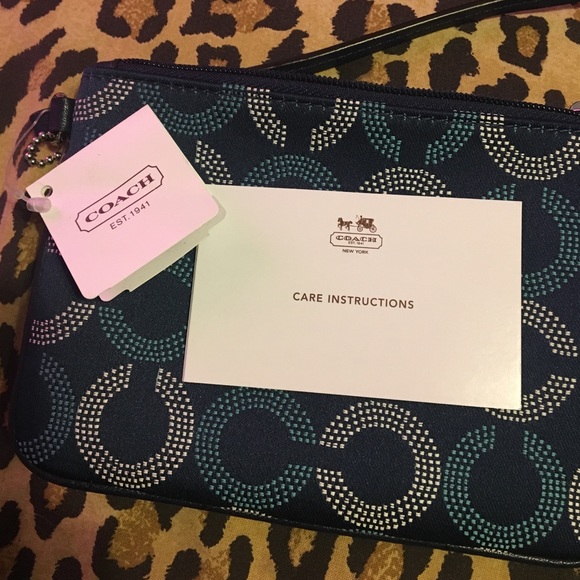 COACH
EST. 1941
COACH
EST. 1941
NEW YORK
CARE INSTRUCTIONS